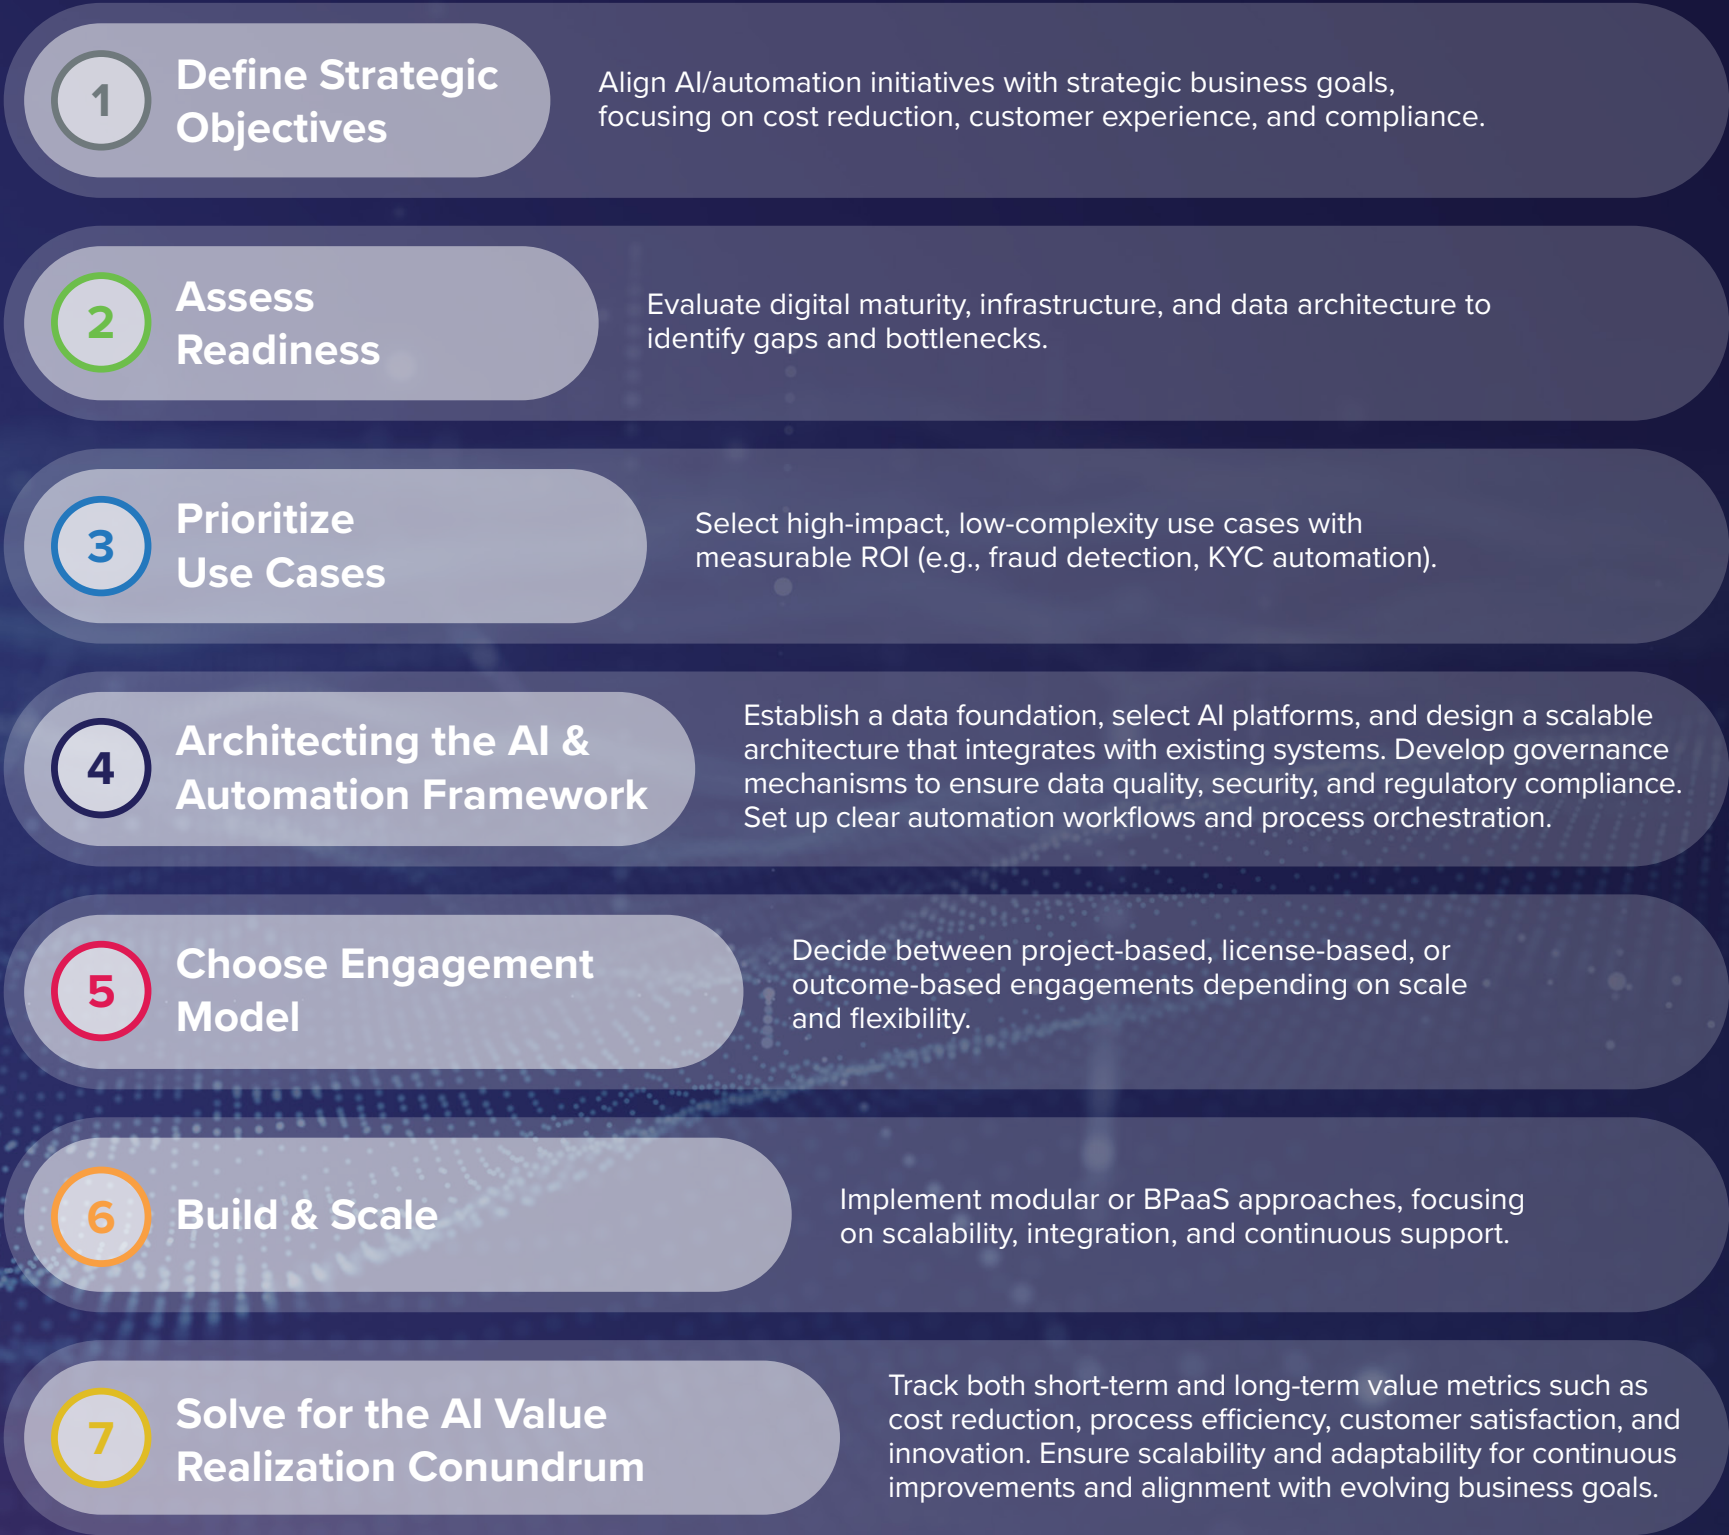 1
Define Strategic
Objectives
Align AI/automation initiatives with strategic business goals,
focusing on cost reduction, customer experience, and compliance.
2
Assess
Readiness
Evaluate digital maturity, infrastructure, and data architecture to
identify gaps and bottlenecks.
3
Prioritize
Use Cases
Select high-impact, low-complexity use cases with
measurable ROI (e.g., fraud detection, KYC automation).
4
Architecting the AI &
Automation Framework
Establish a data foundation, select AI platforms, and design a scalable
architecture that integrates with existing systems. Develop governance
mechanisms to ensure data quality, security, and regulatory compliance.
Set up clear automation workflows and process orchestration.
5
Choose Engagement
Model
Decide between project-based, license-based, or
outcome-based engagements depending on scale
and flexibility.
6
Build & Scale
Implement modular or BPaaS approaches, focusing
on scalability, integration, and continuous support.
7
Solve for the AI Value
Realization Conundrum
Track both short-term and long-term value metrics such as
cost reduction, process efficiency, customer satisfaction, and
innovation. Ensure scalability and adaptability for continuous
improvements and alignment with evolving business goals.